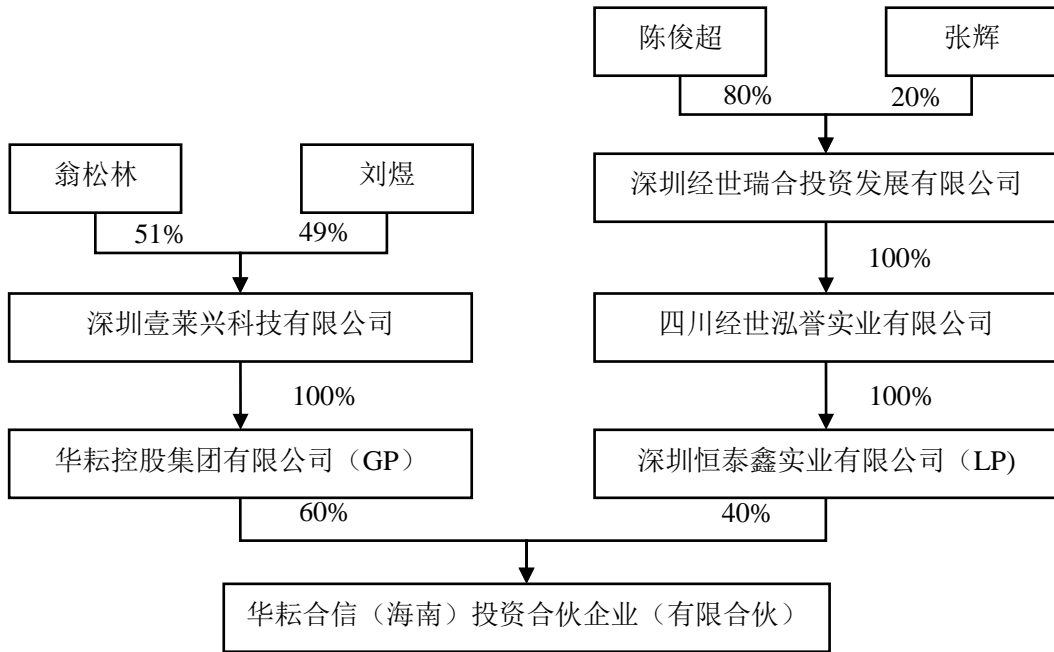 陈俊超
张辉
80%
20%
翁松林
刘煜
深圳经世瑞合投资发展有限公司
51%
49%
100%
深圳壹莱兴科技有限公司
四川经世泓誉实业有限公司
100%
100%
华耘控股集团有限公司（GP）
深圳恒泰鑫实业有限公司（LP)
60%
40%
华耘合信（海南）投资合伙企业（有限合伙）